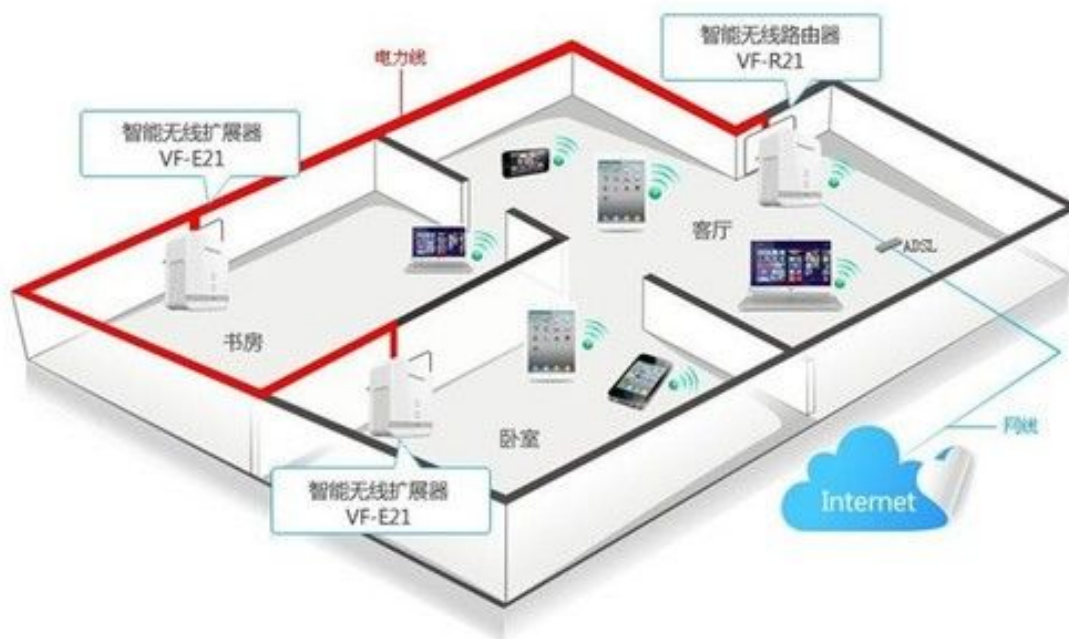 智能无线路由器
VF-R21
电力线
智能无线扩展器
VF-E21
客厅
ADSL
书房
卧室
网线
智能无线扩展器
VF-E21
Internet